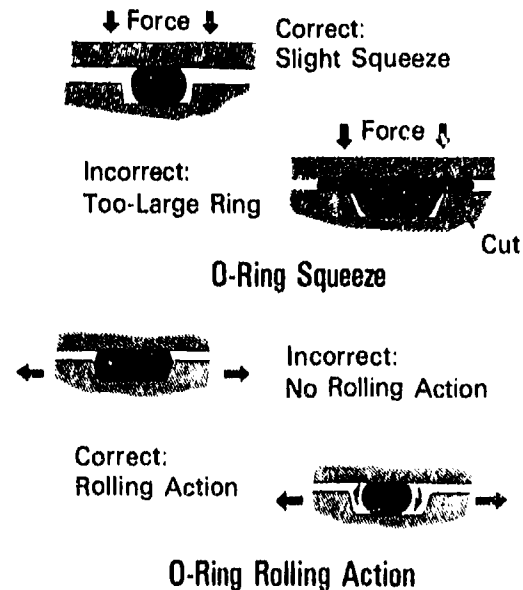 Force
Correct:
Slight Squeeze
Force
Incorrect:
Too-Large Ring
Cut
O-Ring Squeeze
Incorrect:
No Rolling Action
Correct:
Rolling Action
O-Ring Rolling Action